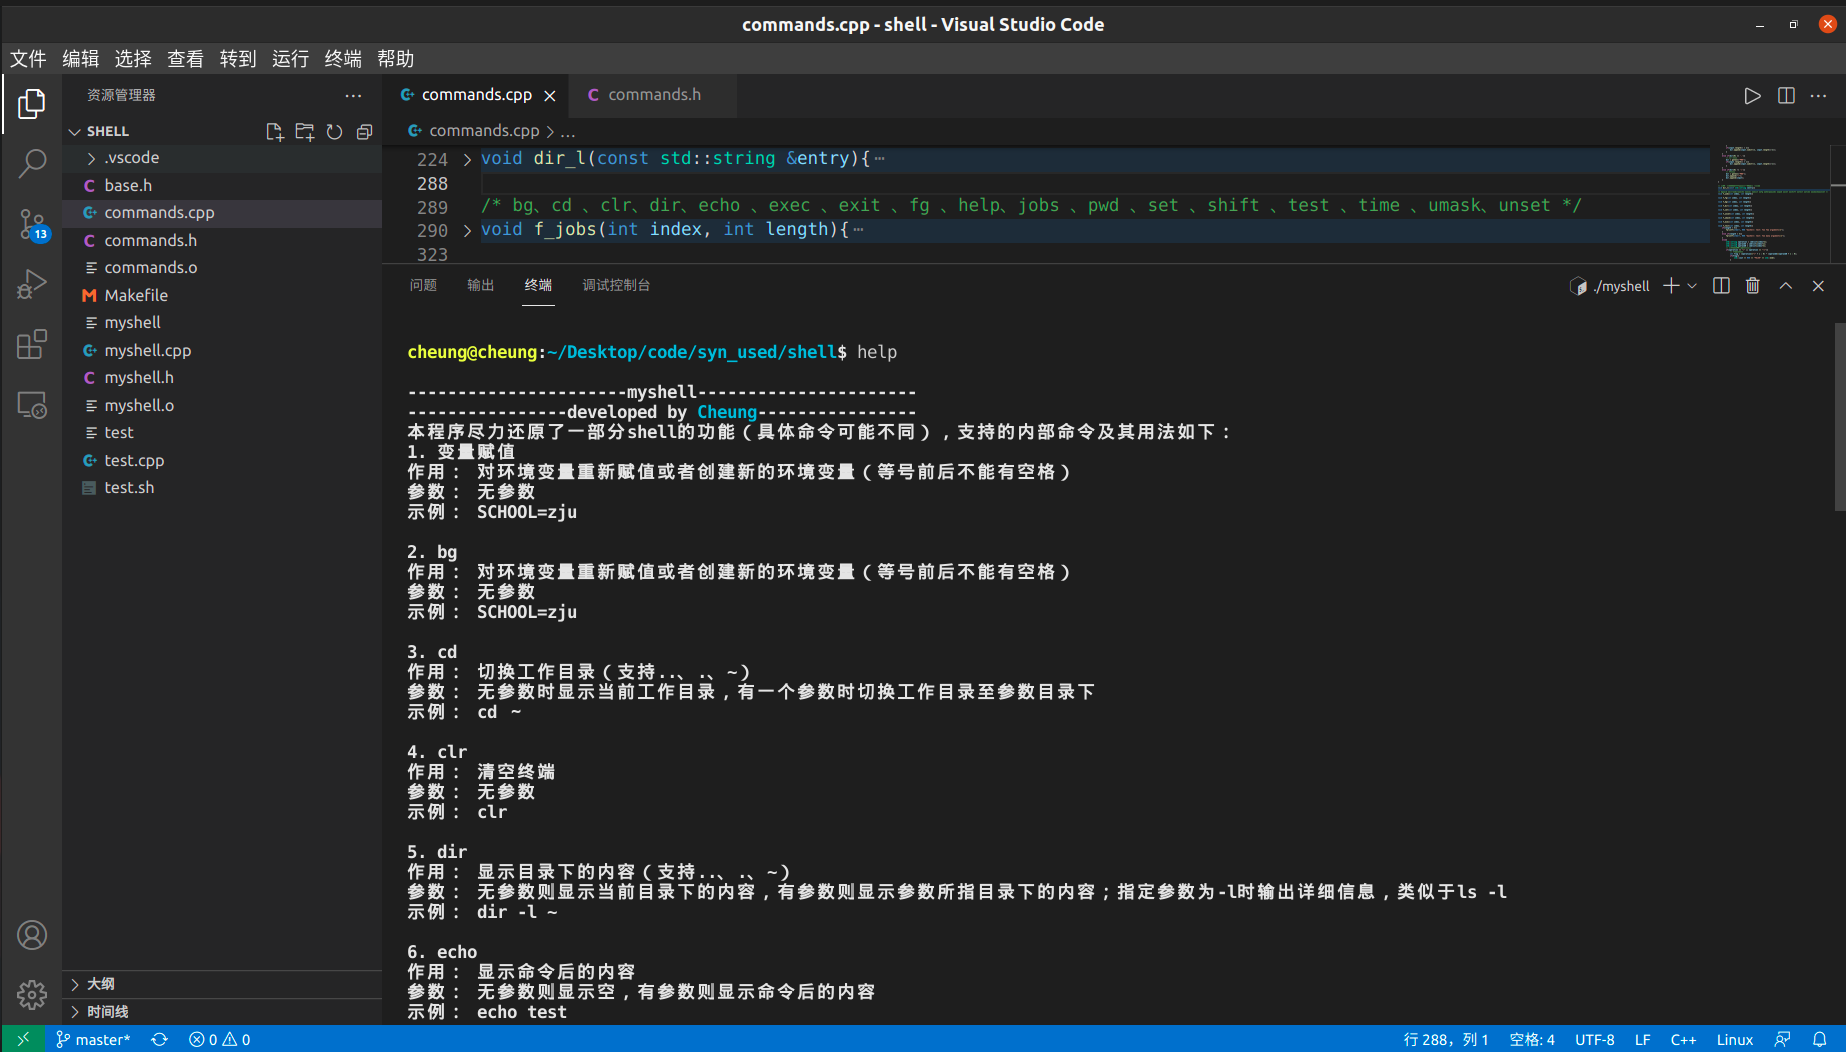 commands.cpp - shell - Visual Studio Code
文件 编辑 选择 查看 转到 运行 终端 帮助
资源管理器 ...
commands.cpp
commands.h
SHELL
commands.cpp > ...
.vscode
base.h
commands.cpp
commands.h
commands.o
Makefile
myshell
myshell.cpp
myshell.h
myshell.o
test
test.cpp
test.sh
大纲
时间线
13
224 void dir_l(const std::string &entry){…
288
289 /* bg、cd 、clr、dir、echo 、exec 、exit 、fg 、help、jobs 、pwd 、set 、shift 、test 、time 、umask、unset */
290 void f_jobs(int index, int length){…
323
问题 输出 终端 调试控制台
./myshell
cheung@cheung:~/Desktop/code/syn_used/shell$ help
----------------------myshell----------------------
----------------developed by Cheung----------------
本程序尽力还原了一部分shell的功能（具体命令可能不同），支持的内部命令及其用法如下：
1. 变量赋值
作用： 对环境变量重新赋值或者创建新的环境变量（等号前后不能有空格）
参数： 无参数
示例： SCHOOL=zju
2. bg
作用： 对环境变量重新赋值或者创建新的环境变量（等号前后不能有空格）
参数： 无参数
示例： SCHOOL=zju
3. cd
作用： 切换工作目录（支持..、.、~）
参数： 无参数时显示当前工作目录，有一个参数时切换工作目录至参数目录下
示例： cd ~
4. clr
作用： 清空终端
参数： 无参数
示例： clr
5. dir
作用： 显示目录下的内容（支持..、.、~）
参数： 无参数则显示当前目录下的内容，有参数则显示参数所指目录下的内容；指定参数为-l时输出详细信息，类似于ls -l
示例： dir -l ~
6. echo
作用： 显示命令后的内容
参数： 无参数则显示空，有参数则显示命令后的内容
示例： echo test
master* 0 0 行 288，列 1 空格: 4 UTF-8 LF C++ Linux